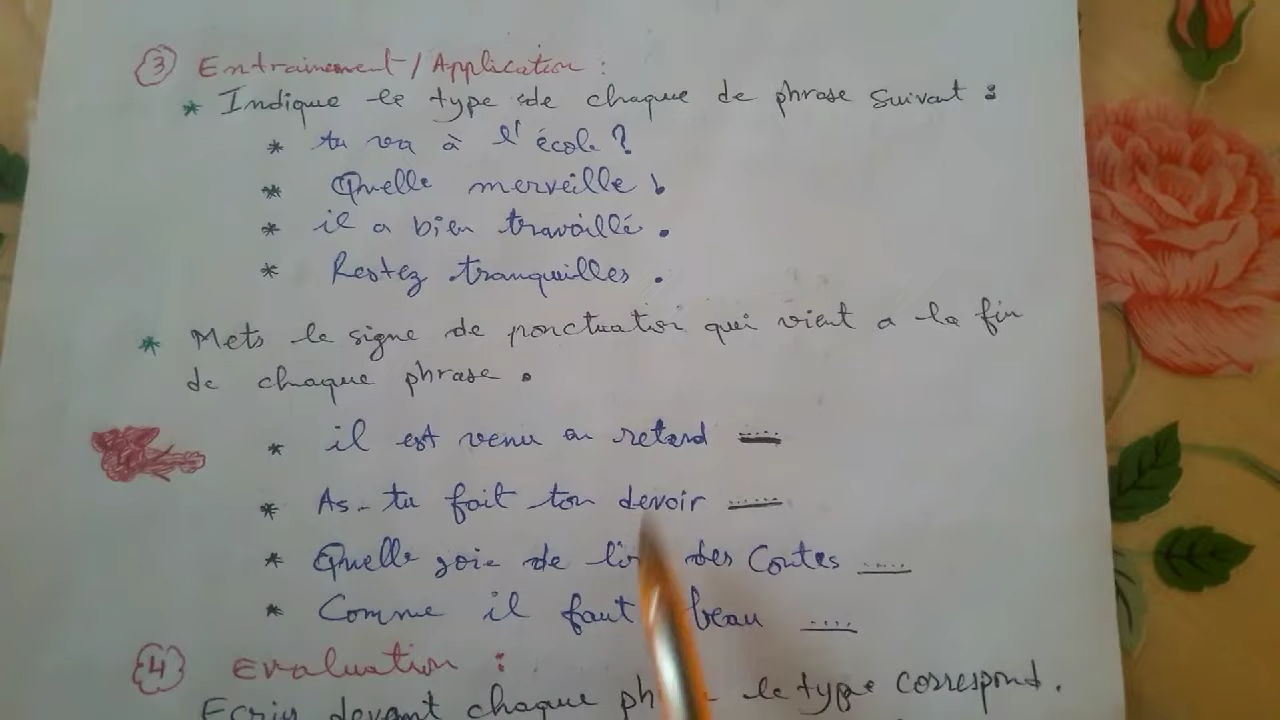 3 Entrainement / Application :
* Indique le type de chaque de phrase suivant :
* tu va à l'école ?
* Quelle merveille !
* il a bien travaillé .
* Restez tranquilles .
* Mets le signe de ponctuation qui vient a la fin
de chaque phrase .
* il est venu en retard .....
* As-tu fait ton devoir ......
* Quelle joie de des Contes .....
* Comme il faut beau ....
4 Evaluation :
Ecris devant chaque le type correspond .